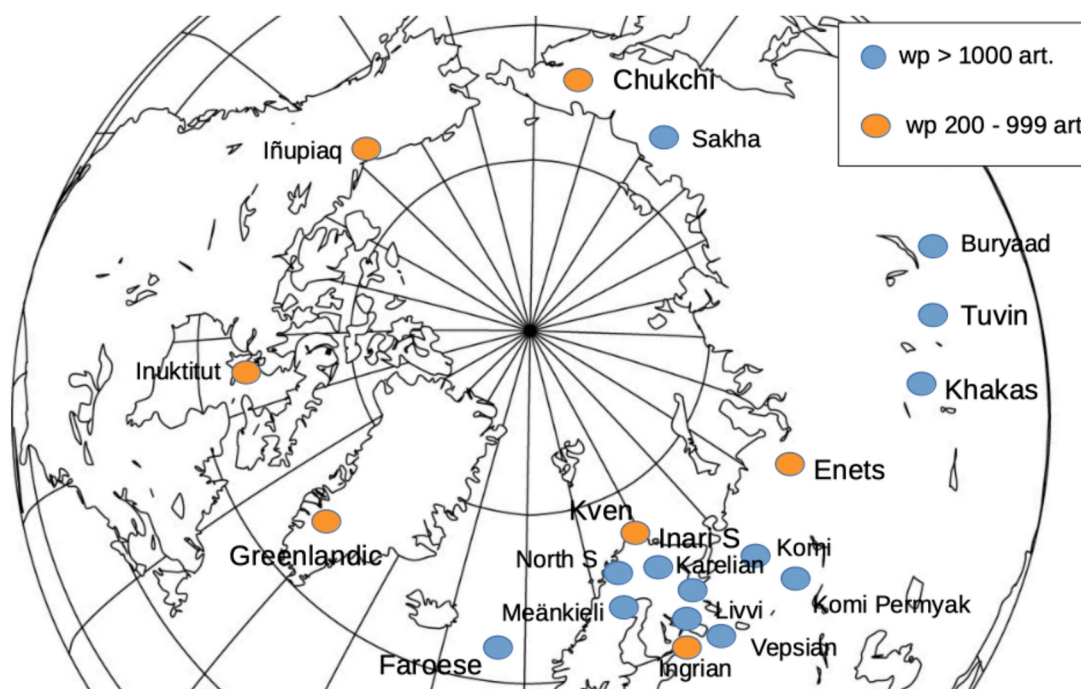 wp > 1000 art.
wp 200 - 999 art
Chukchi
Sakha
Iñupiaq
Buryaad
Tuvin
Inuktitut
Khakas
Enets
Kven
Inari S
Greenlandic
North S
Karelian
Komi
Komi Permyak
Meänkieli
Livvi
Vepsian
Faroese
Ingrian